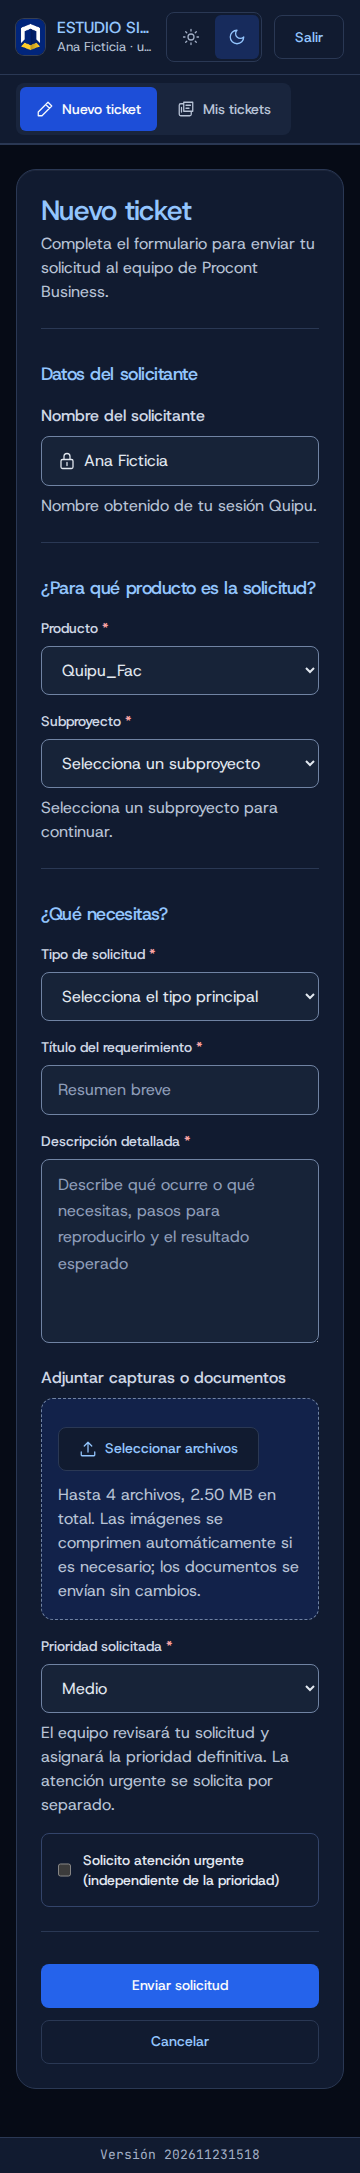 ESTUDIO SI...
Ana Ficticia · u...
Salir
Nuevo ticket
Mis tickets
Nuevo ticket
Completa el formulario para enviar tu
solicitud al equipo de Procont
Business.
Datos del solicitante
Nombre del solicitante
Ana Ficticia
Nombre obtenido de tu sesión Quipu.
¿Para qué producto es la solicitud?
Producto *
Quipu_Fac
Subproyecto *
Selecciona un subproyecto
Selecciona un subproyecto para
continuar.
¿Qué necesitas?
Tipo de solicitud *
Selecciona el tipo principal
Título del requerimiento *
Resumen breve
Descripción detallada *
Describe qué ocurre o qué
necesitas, pasos para
reproducirlo y el resultado
esperado
Adjuntar capturas o documentos
Seleccionar archivos
Hasta 4 archivos, 2.50 MB en
total. Las imágenes se
comprimen automáticamente si
es necesario; los documentos se
envían sin cambios.
Prioridad solicitada *
Medio
El equipo revisará tu solicitud y
asignará la prioridad definitiva. La
atención urgente se solicita por
separado.
Solicito atención urgente
(independiente de la prioridad)
Enviar solicitud
Cancelar
Versión 202611231518